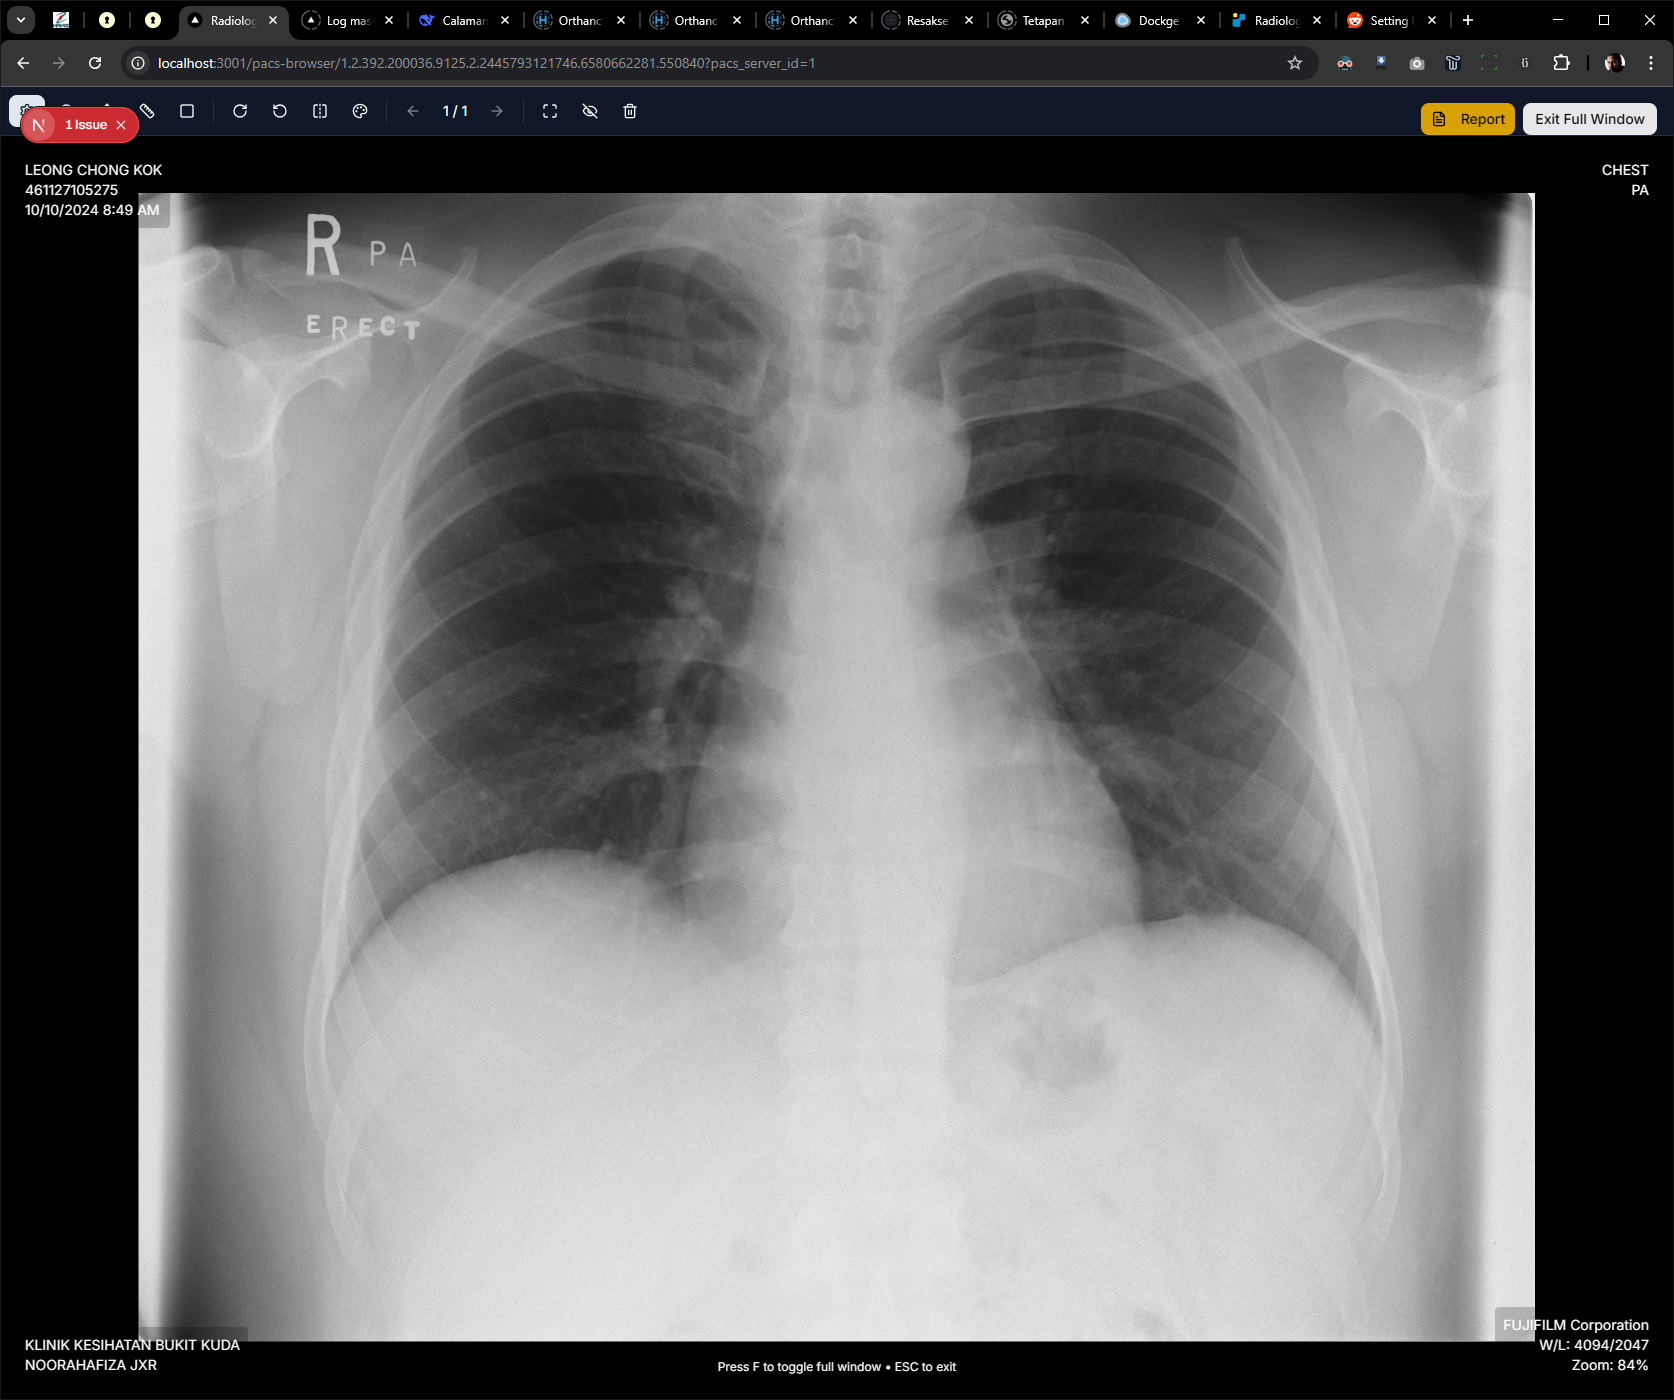 Radiolog
Log mas
Calaman
Orthanc
Orthanc
Orthanc
Resakse
Tetapan
Dockge
Radiolog
Setting
localhost:3001/pacs-browser/1.2.392.200036.9125.2.2445793121746.6580662281.550840?pacs_server_id=1
N 1 Issue
1 / 1
Report
Exit Full Window
LEONG CHONG KOK
461127105275
10/10/2024 8:49 AM
CHEST
PA
R PA
ERECT
KLINIK KESIHATAN BUKIT KUDA
NOORAHAFIZA JXR
Press F to toggle full window • ESC to exit
FUJIFILM Corporation
W/L: 4094/2047
Zoom: 84%